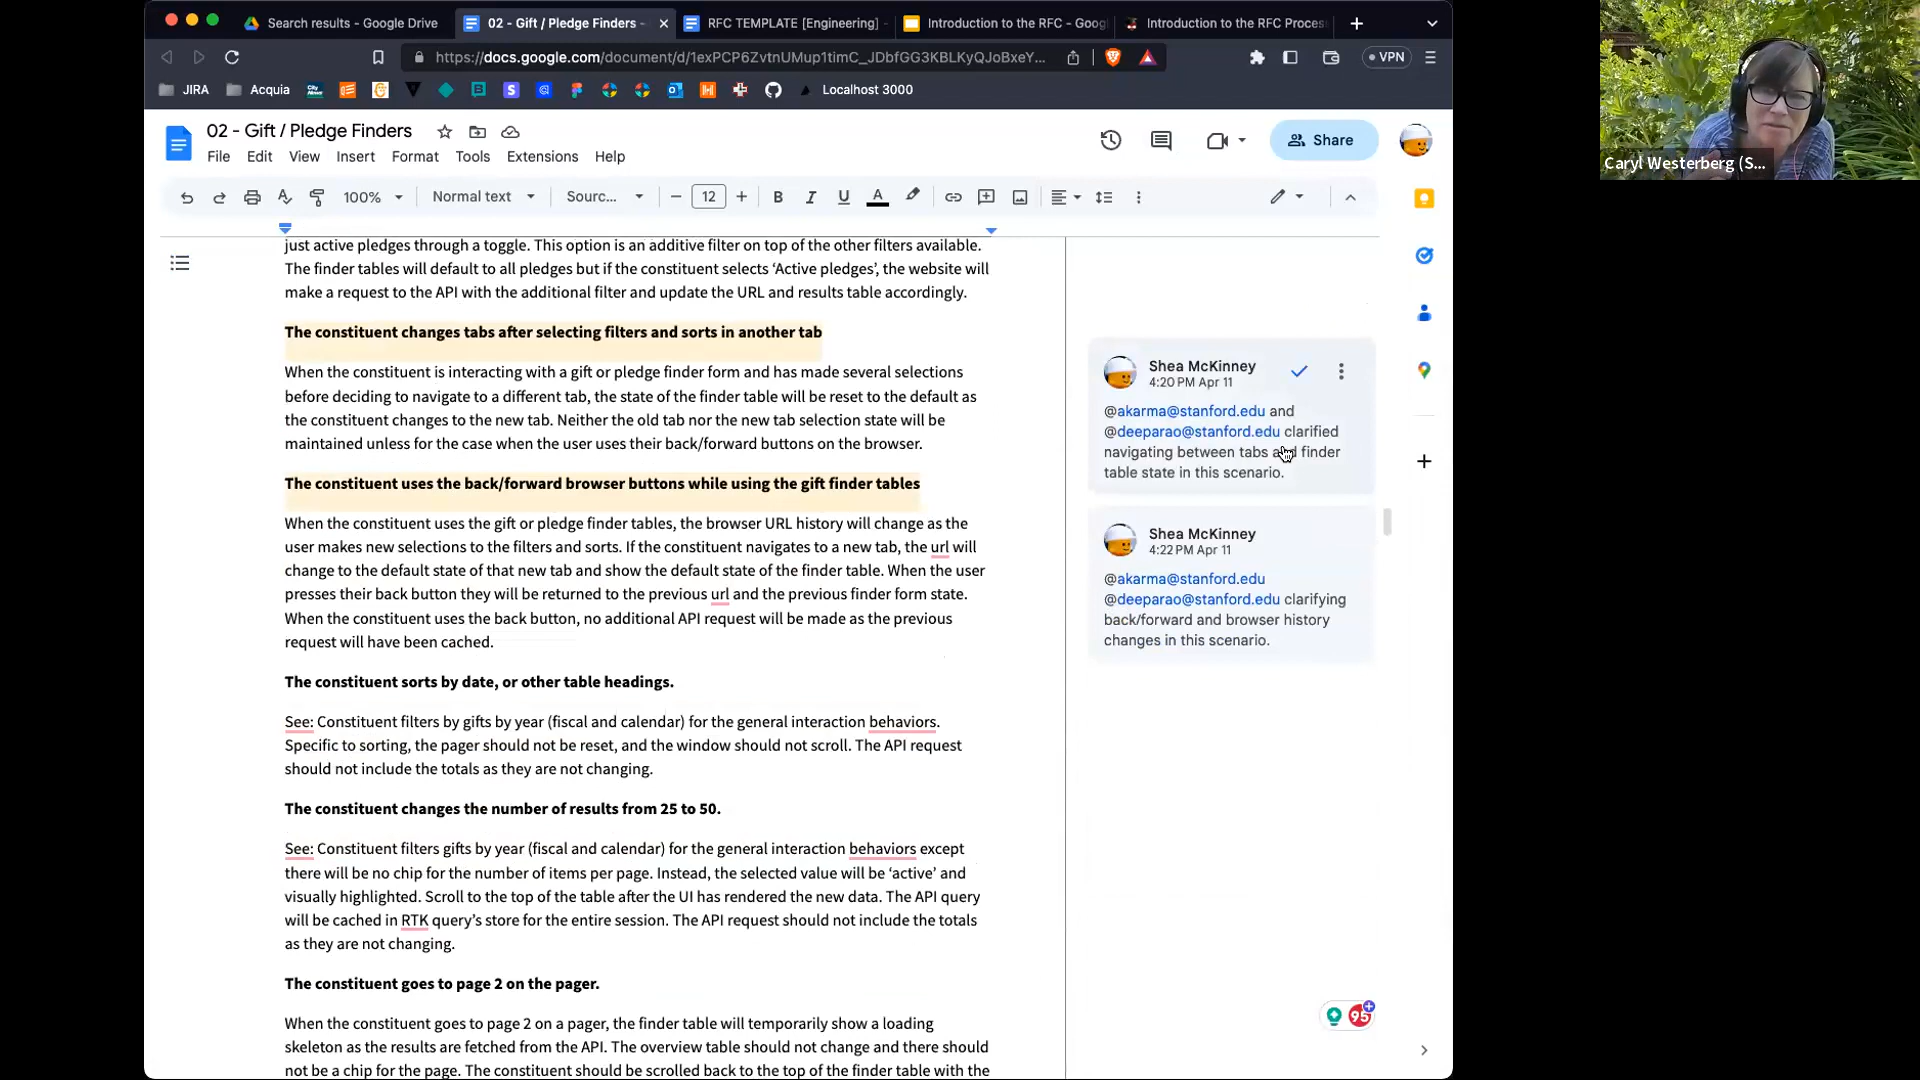 Search results - Google Drive
02 - Gift / Pledge Finders -
RFC TEMPLATE [Engineering] -
Introduction to the RFC - Goog
Introduction to the RFC Proces
https://docs.google.com/document/d/1exPCP6ZvtnUMup1timC_JDbfGG3KBLKyQJoBxeY...
VPN
JIRA
Acquia
Localhost 3000
02 - Gift / Pledge Finders
Share
File Edit View Insert Format Tools Extensions Help
100% Normal text Sourc... 12 B I U A
just active pledges through a toggle. This option is an additive filter on top of the other filters available.
The finder tables will default to all pledges but if the constituent selects ‘Active pledges’, the website will
make a request to the API with the additional filter and update the URL and results table accordingly.
The constituent changes tabs after selecting filters and sorts in another tab
When the constituent is interacting with a gift or pledge finder form and has made several selections
before deciding to navigate to a different tab, the state of the finder table will be reset to the default as
the constituent changes to the new tab. Neither the old tab nor the new tab selection state will be
maintained unless for the case when the user uses their back/forward buttons on the browser.
The constituent uses the back/forward browser buttons while using the gift finder tables
When the constituent uses the gift or pledge finder tables, the browser URL history will change as the
user makes new selections to the filters and sorts. If the constituent navigates to a new tab, the url will
change to the default state of that new tab and show the default state of the finder table. When the user
presses their back button they will be returned to the previous url and the previous finder form state.
When the constituent uses the back button, no additional API request will be made as the previous
request will have been cached.
The constituent sorts by date, or other table headings.
See: Constituent filters by gifts by year (fiscal and calendar) for the general interaction behaviors.
Specific to sorting, the pager should not be reset, and the window should not scroll. The API request
should not include the totals as they are not changing.
The constituent changes the number of results from 25 to 50.
See: Constituent filters gifts by year (fiscal and calendar) for the general interaction behaviors except
there will be no chip for the number of items per page. Instead, the selected value will be ‘active’ and
visually highlighted. Scroll to the top of the table after the UI has rendered the new data. The API query
will be cached in RTK query’s store for the entire session. The API request should not include the totals
as they are not changing.
The constituent goes to page 2 on the pager.
When the constituent goes to page 2 on a pager, the finder table will temporarily show a loading
skeleton as the results are fetched from the API. The overview table should not change and there should
not be a chip for the page. The constituent should be scrolled back to the top of the finder table with the
Shea McKinney
4:20 PM Apr 11
@akarma@stanford.edu and
@deeparao@stanford.edu clarified
navigating between tabs and finder
table state in this scenario.
Shea McKinney
4:22 PM Apr 11
@akarma@stanford.edu
@deeparao@stanford.edu clarifying
back/forward and browser history
changes in this scenario.
95
Caryl Westerberg (S...